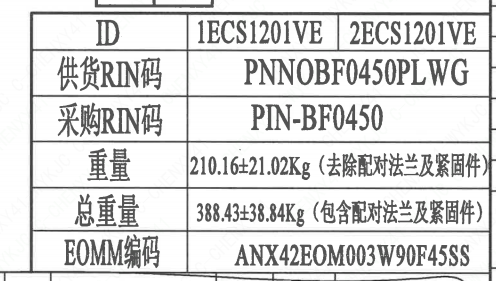 ID 1ECS1201VE 2ECS1201VE
供货RIN码 PNNOBF0450PLWG
采购RIN码 PIN-BF0450
重量 210.16±21.02Kg（去除配对法兰及紧固件)
总重量 388.43±38.84Kg（包含配对法兰及紧固件）
EOMM编码 ANX42EOM003W90F45SS